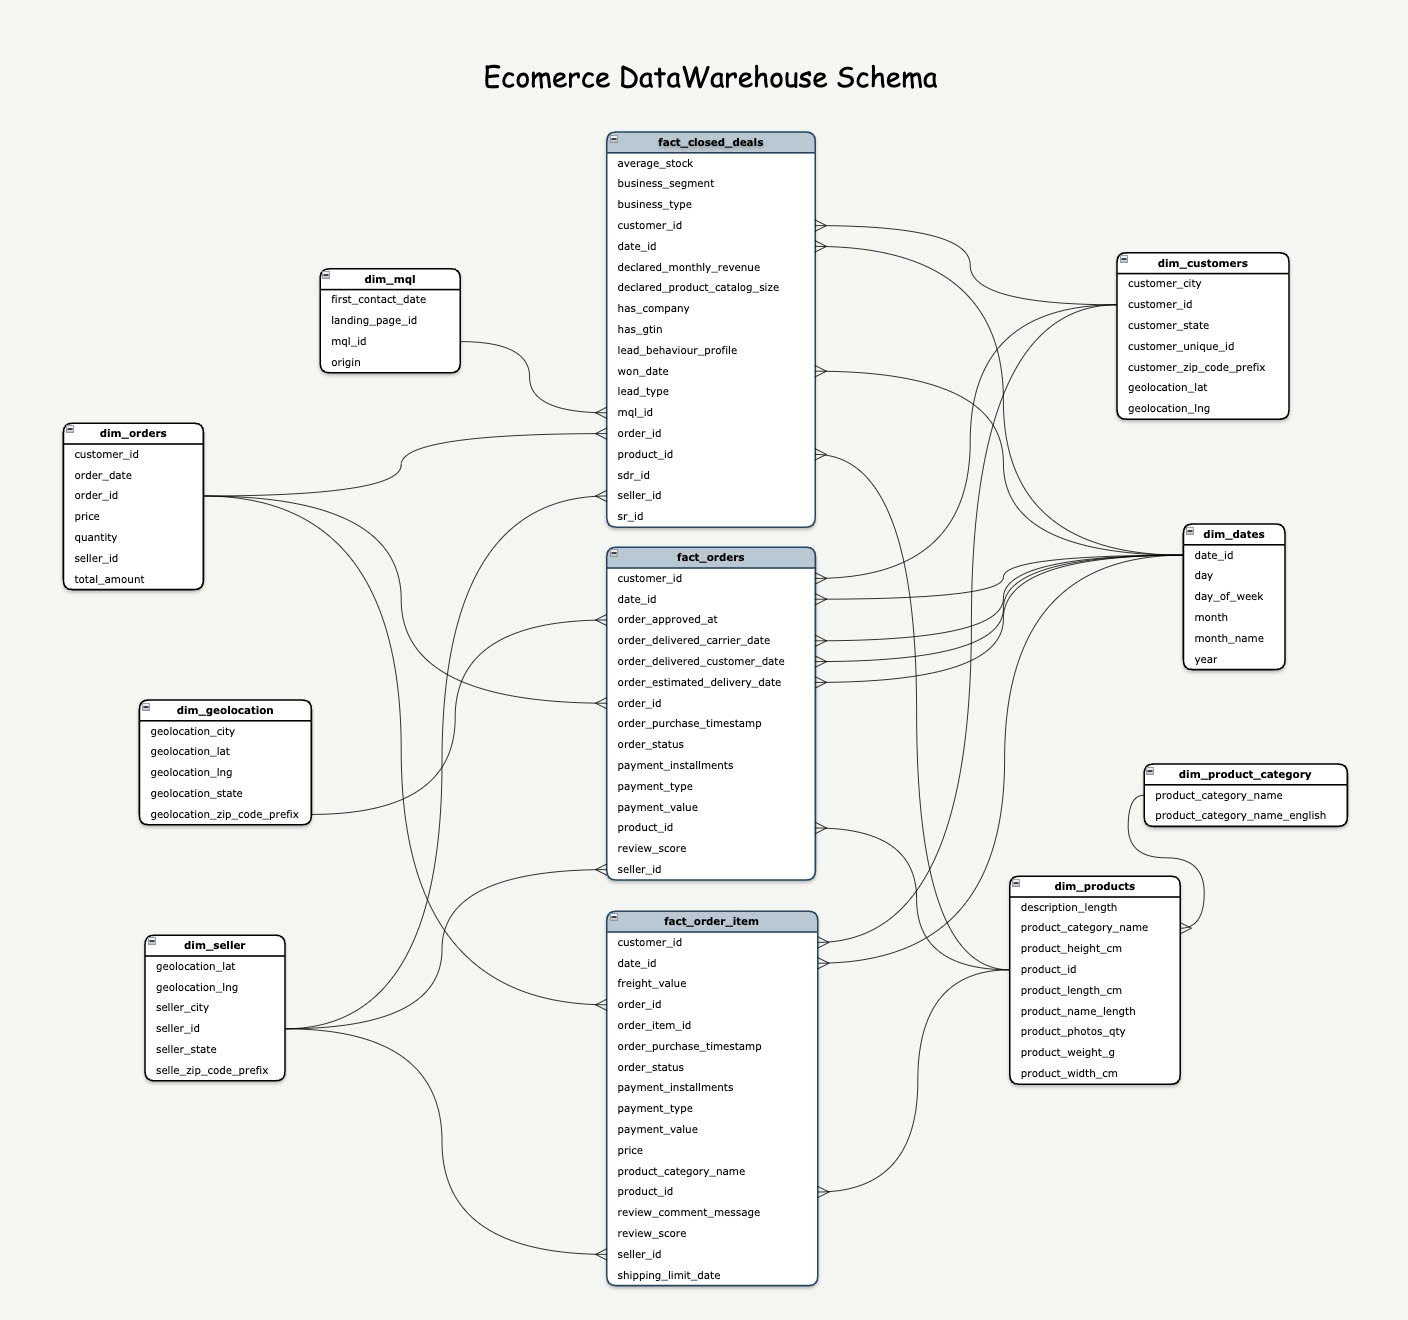 Ecomerce DataWarehouse Schema
fact_closed_deals
average_stock
business_segment
business_type
customer_id
date_id
declared_monthly_revenue
declared_product_catalog_size
has_company
has_gtin
lead_behaviour_profile
won_date
lead_type
mql_id
order_id
product_id
sdr_id
seller_id
sr_id
dim_mql
first_contact_date
landing_page_id
mql_id
origin
dim_customers
customer_city
customer_id
customer_state
customer_unique_id
customer_zip_code_prefix
geolocation_lat
geolocation_lng
dim_orders
customer_id
order_date
order_id
price
quantity
seller_id
total_amount
fact_orders
customer_id
date_id
order_approved_at
order_delivered_carrier_date
order_delivered_customer_date
order_estimated_delivery_date
order_id
order_purchase_timestamp
order_status
payment_installments
payment_type
payment_value
product_id
review_score
seller_id
dim_dates
date_id
day
day_of_week
month
month_name
year
dim_geolocation
geolocation_city
geolocation_lat
geolocation_lng
geolocation_state
geolocation_zip_code_prefix
dim_product_category
product_category_name
product_category_name_english
dim_products
description_length
product_category_name
product_height_cm
product_id
product_length_cm
product_name_length
product_photos_qty
product_weight_g
product_width_cm
dim_seller
geolocation_lat
geolocation_lng
seller_city
seller_id
seller_state
selle_zip_code_prefix
fact_order_item
customer_id
date_id
freight_value
order_id
order_item_id
order_purchase_timestamp
order_status
payment_installments
payment_type
payment_value
price
product_category_name
product_id
review_comment_message
review_score
seller_id
shipping_limit_date